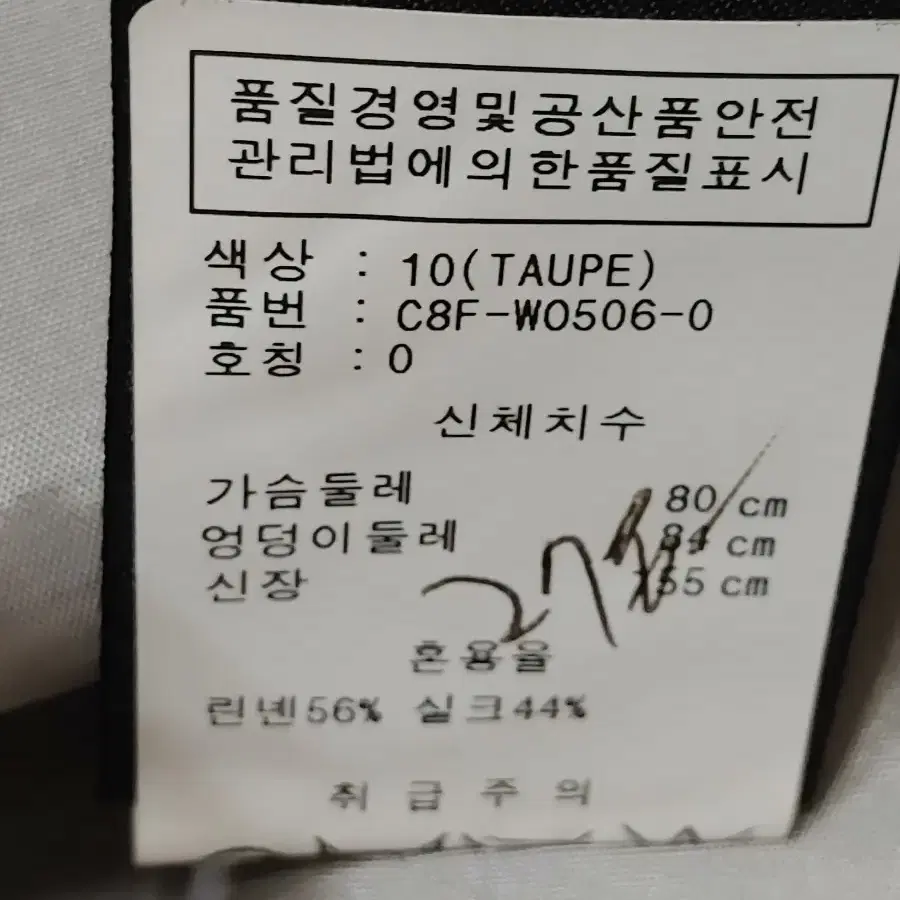 품질경영및공산품안전
관리법에의한품질표시
색상 : 10(TAUPE)
품번 : C8F-WO506-0
호칭 : 0
신체치수
가슴둘레 80 cm
엉덩이둘레 84 cm
신장 155 cm
혼용율
린넨56% 실크44%
취급주의